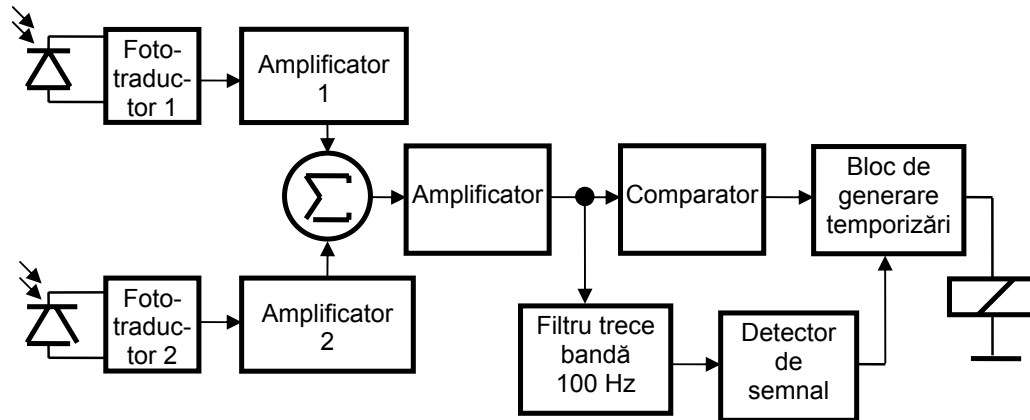 Foto-
traduc-
tor 1
Amplificator
1
Σ
Amplificator
Comparator
Bloc de
generare
temporizări
Foto-
traduc-
tor 2
Amplificator
2
Filtru trece
bandă
100 Hz
Detector
de
semnal